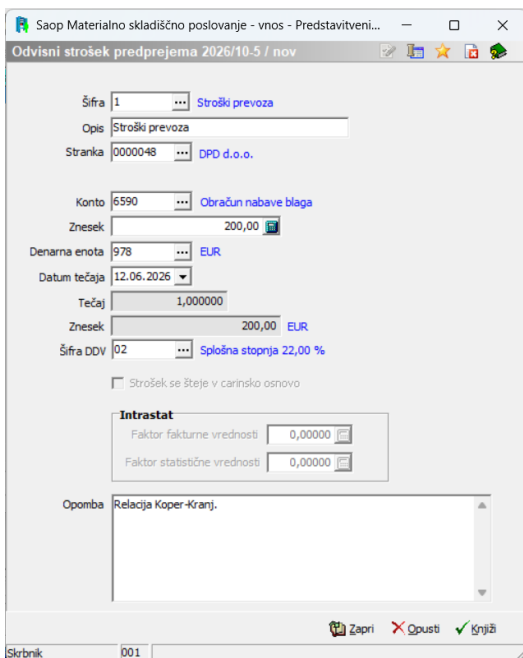 Saop Materialno skladiščno poslovanje - vnos - Predstavitveni...
Odvisni strošek predprejema 2026/10-5 / nov
Šifra 1 ... Stroški prevoza
Opis Stroški prevoza
Stranka 0000048 ... DPD d.o.o.
Konto 6590 ... Obračun nabave blaga
Znesek 200,00
Denarna enota 978 ... EUR
Datum tečaja 12.06.2026
Tečaj 1,000000
Znesek 200,00 EUR
Šifra DDV 02 ... Splošna stopnja 22,00 %
Strošek se šteje v carinsko osnovo
Intrastat
Faktor fakturne vrednosti 0,00000
Faktor statistične vrednosti 0,00000
Opomba Relacija Koper-Kranj.
Zapri Opusti Knjiži
Skrbnik 001